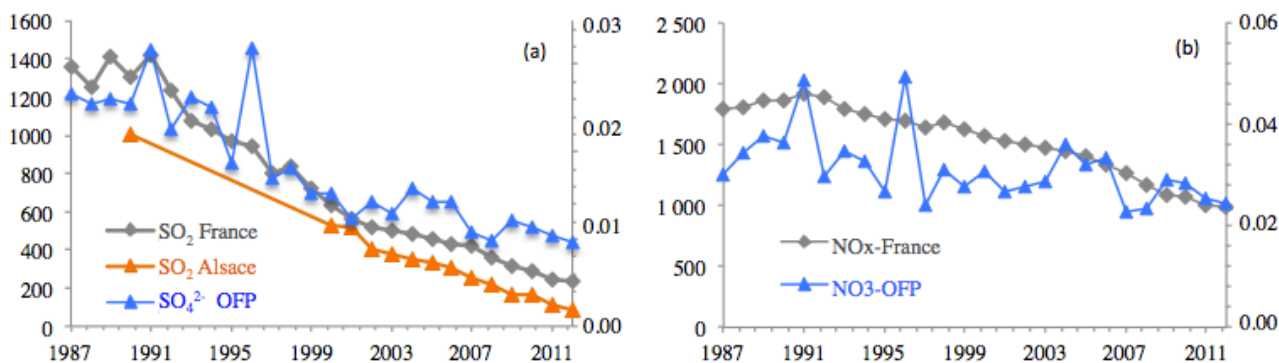 1600
1400
1200
1000
800
600
400
200
0
0.03
0.02
0.01
0.00
(a)
SO₂ France
SO₂ Alsace
SO₄²⁻ OFP
1987 1991 1995 1999 2003 2007 2011
2 500
2 000
1 500
1 000
500
0
0.06
0.04
0.02
0.00
(b)
NOx-France
NO3-OFP
1987 1991 1995 1999 2003 2007 2011